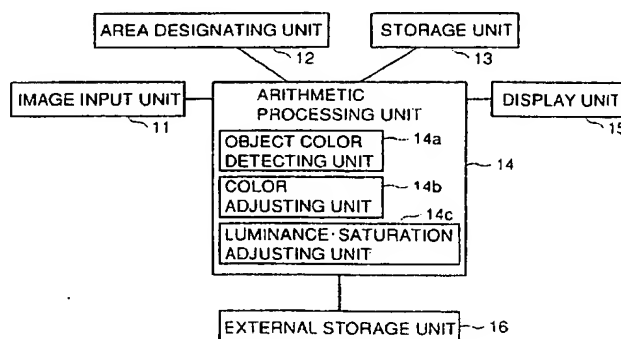 AREA DESIGNATING UNIT
12
STORAGE UNIT
13
IMAGE INPUT UNIT
11
ARITHMETIC
PROCESSING UNIT
DISPLAY UNIT
15
OBJECT COLOR
DETECTING UNIT
14a
14
COLOR
ADJUSTING UNIT
14b
14c
LUMINANCE·SATURATION
ADJUSTING UNIT
EXTERNAL STORAGE UNIT
16